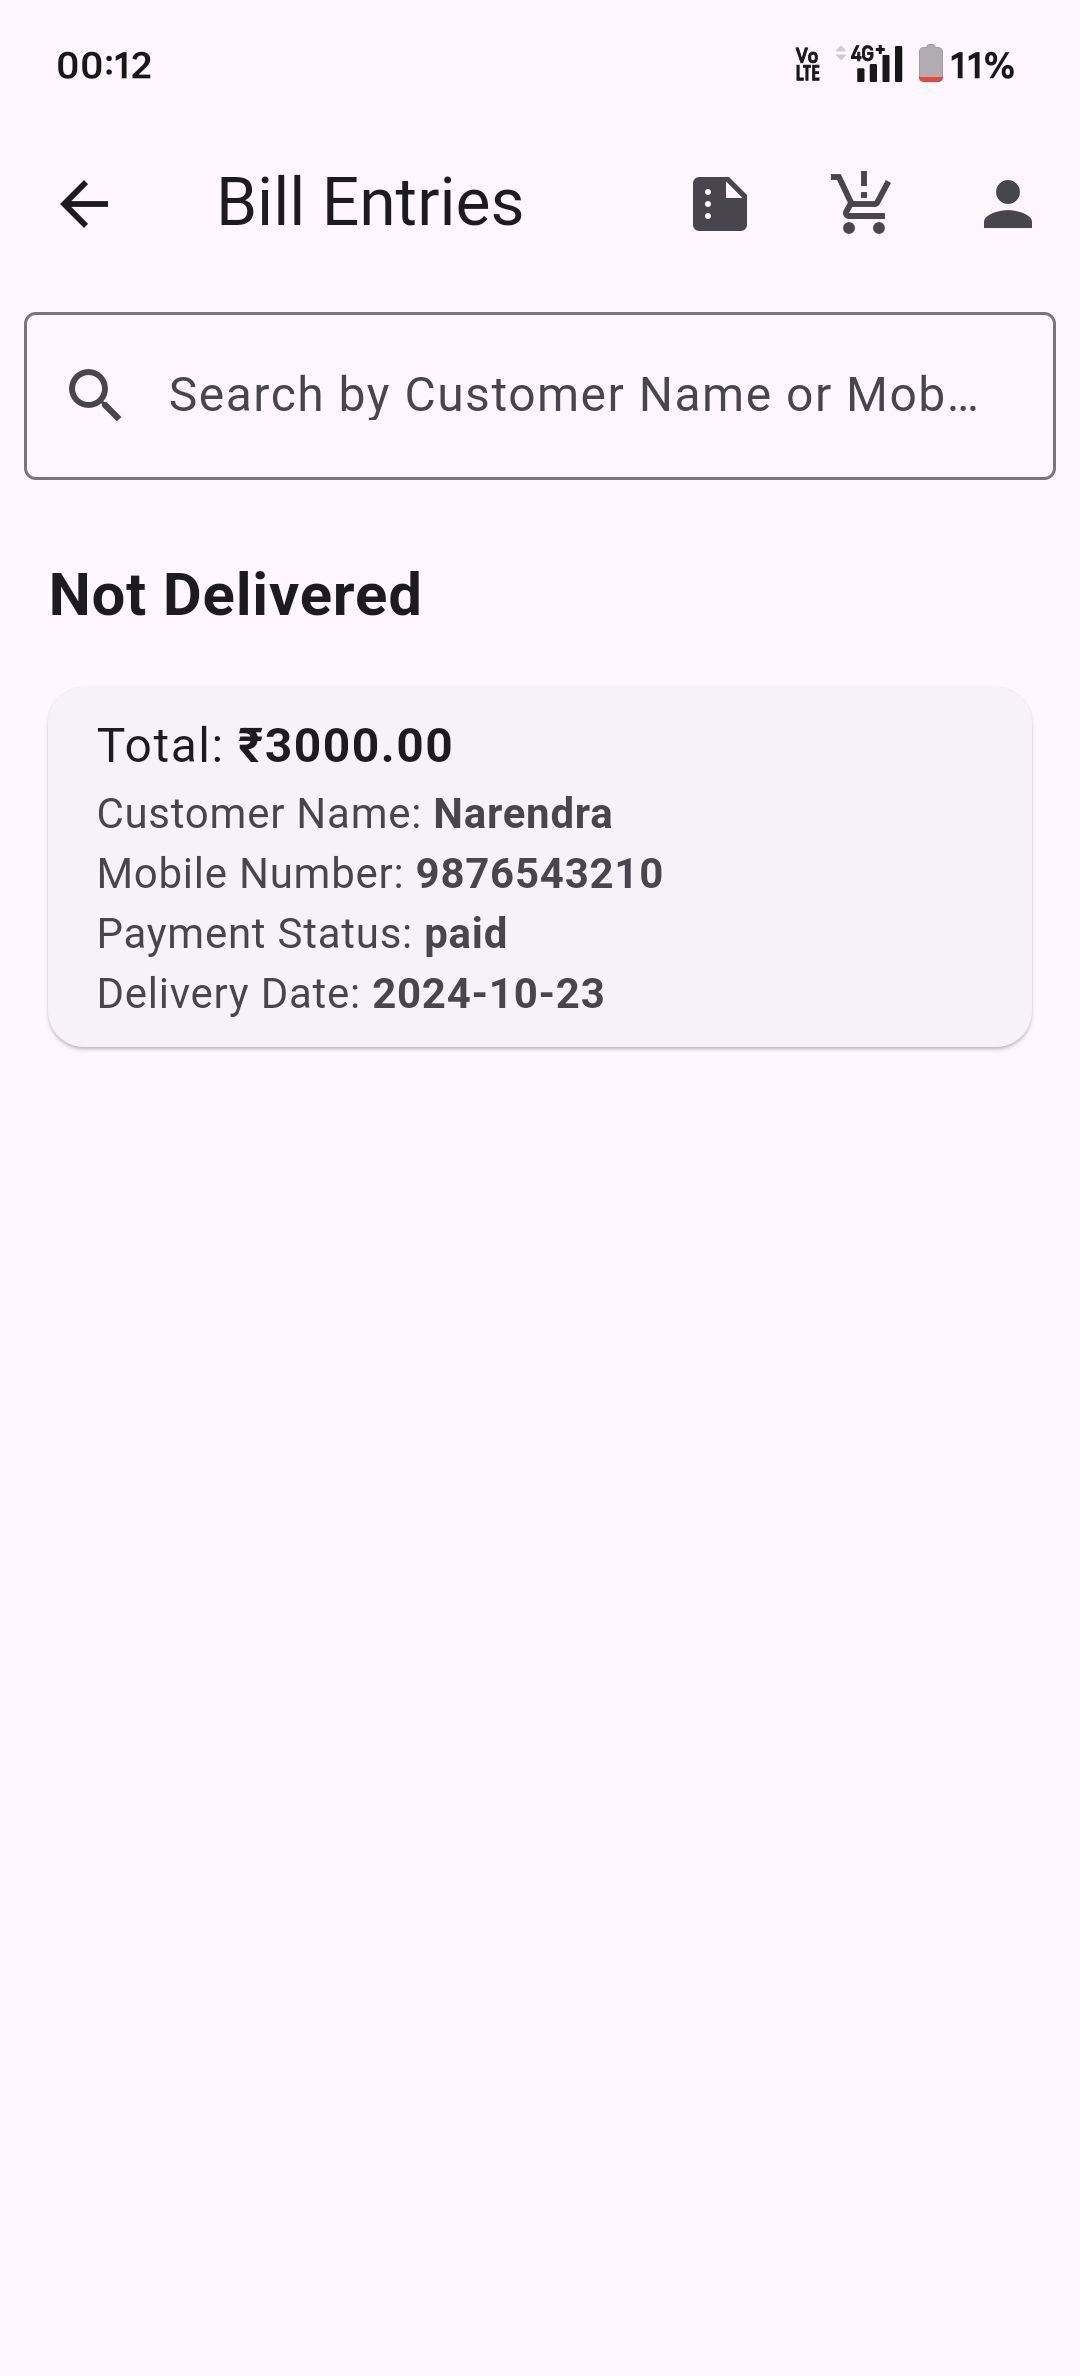 00:12
Vo LTE 4G+ 11%
Bill Entries
Search by Customer Name or Mob…
Not Delivered
Total: ₹3000.00
Customer Name: Narendra
Mobile Number: 9876543210
Payment Status: paid
Delivery Date: 2024-10-23